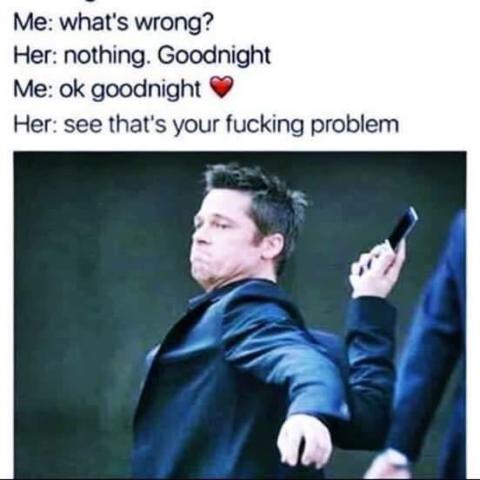 Me: what's wrong?
Her: nothing. Goodnight
Me: ok goodnight ❤️
Her: see that's your fucking problem